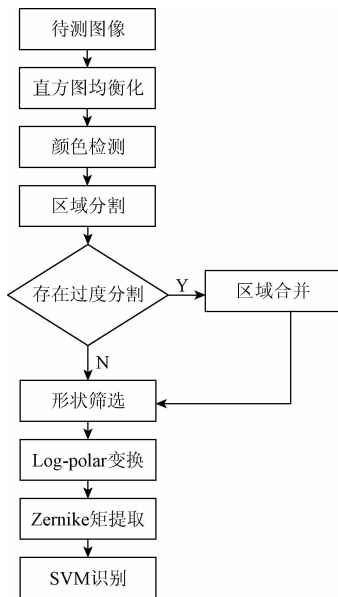 待测图像
直方图均衡化
颜色检测
区域分割
存在过度分割
Y
区域合并
N
形状筛选
Log-polar变换
Zernike矩提取
SVM识别